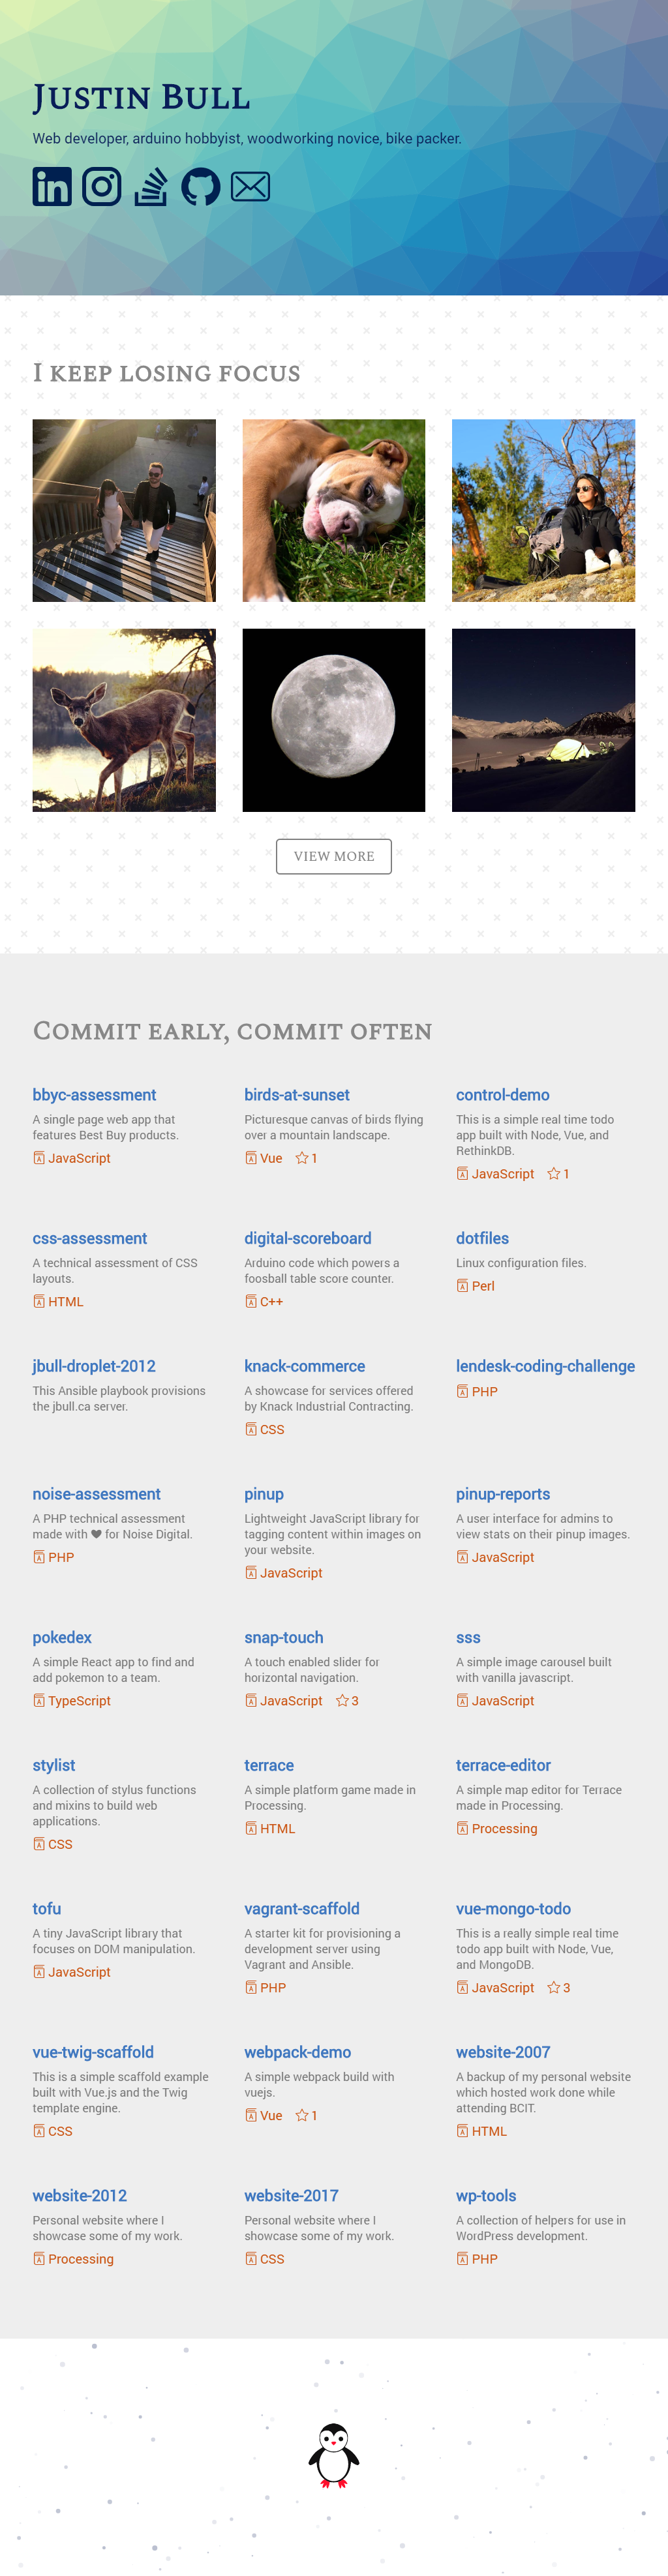 Justin Bull
Web developer, arduino hobbyist, woodworking novice, bike packer.
I keep losing focus
VIEW MORE
Commit early, commit often
bbyc-assessment
A single page web app that
features Best Buy products.
JavaScript
birds-at-sunset
Picturesque canvas of birds flying
over a mountain landscape.
Vue 1
control-demo
This is a simple real time todo
app built with Node, Vue, and
RethinkDB.
JavaScript 1
css-assessment
A technical assessment of CSS
layouts.
HTML
digital-scoreboard
Arduino code which powers a
foosball table score counter.
C++
dotfiles
Linux configuration files.
Perl
jbull-droplet-2012
This Ansible playbook provisions
the jbull.ca server.
knack-commerce
A showcase for services offered
by Knack Industrial Contracting.
CSS
lendesk-coding-challenge
PHP
noise-assessment
A PHP technical assessment
made with ❤ for Noise Digital.
PHP
pinup
Lightweight JavaScript library for
tagging content within images on
your website.
JavaScript
pinup-reports
A user interface for admins to
view stats on their pinup images.
JavaScript
pokedex
A simple React app to find and
add pokemon to a team.
TypeScript
snap-touch
A touch enabled slider for
horizontal navigation.
JavaScript 3
sss
A simple image carousel built
with vanilla javascript.
JavaScript
stylist
A collection of stylus functions
and mixins to build web
applications.
CSS
terrace
A simple platform game made in
Processing.
HTML
terrace-editor
A simple map editor for Terrace
made in Processing.
Processing
tofu
A tiny JavaScript library that
focuses on DOM manipulation.
JavaScript
vagrant-scaffold
A starter kit for provisioning a
development server using
Vagrant and Ansible.
PHP
vue-mongo-todo
This is a really simple real time
todo app built with Node, Vue,
and MongoDB.
JavaScript 3
vue-twig-scaffold
This is a simple scaffold example
built with Vue.js and the Twig
template engine.
CSS
webpack-demo
A simple webpack build with
vuejs.
Vue 1
website-2007
A backup of my personal website
which hosted work done while
attending BCIT.
HTML
website-2012
Personal website where I
showcase some of my work.
Processing
website-2017
Personal website where I
showcase some of my work.
CSS
wp-tools
A collection of helpers for use in
WordPress development.
PHP